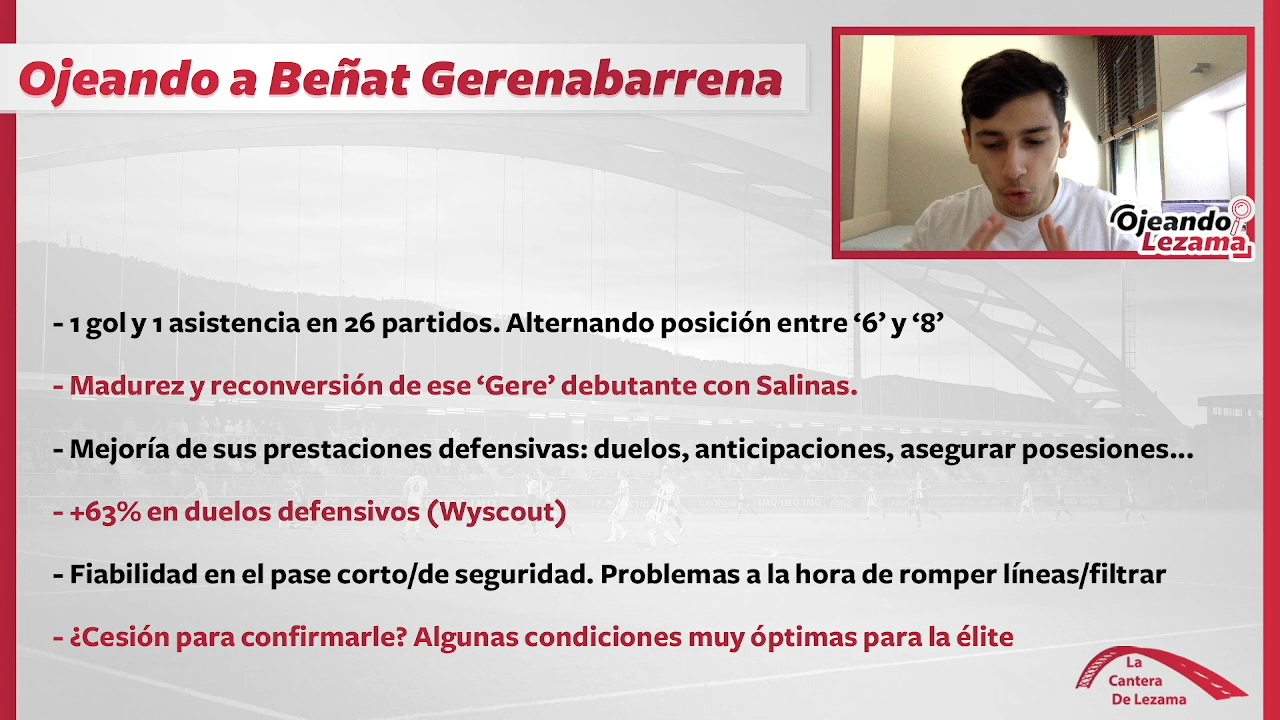 Ojeando a Beñat Gerenabarrena
Ojeando
Lezama
- 1 gol y 1 asistencia en 26 partidos. Alternando posición entre ‘6’ y ‘8’
- Madurez y reconversión de ese ‘Gere’ debutante con Salinas.
- Mejoría de sus prestaciones defensivas: duelos, anticipaciones, asegurar posesiones...
- +63% en duelos defensivos (Wyscout)
- Fiabilidad en el pase corto/de seguridad. Problemas a la hora de romper líneas/filtrar
- ¿Cesión para confirmarle? Algunas condiciones muy óptimas para la élite
La
Cantera
De Lezama